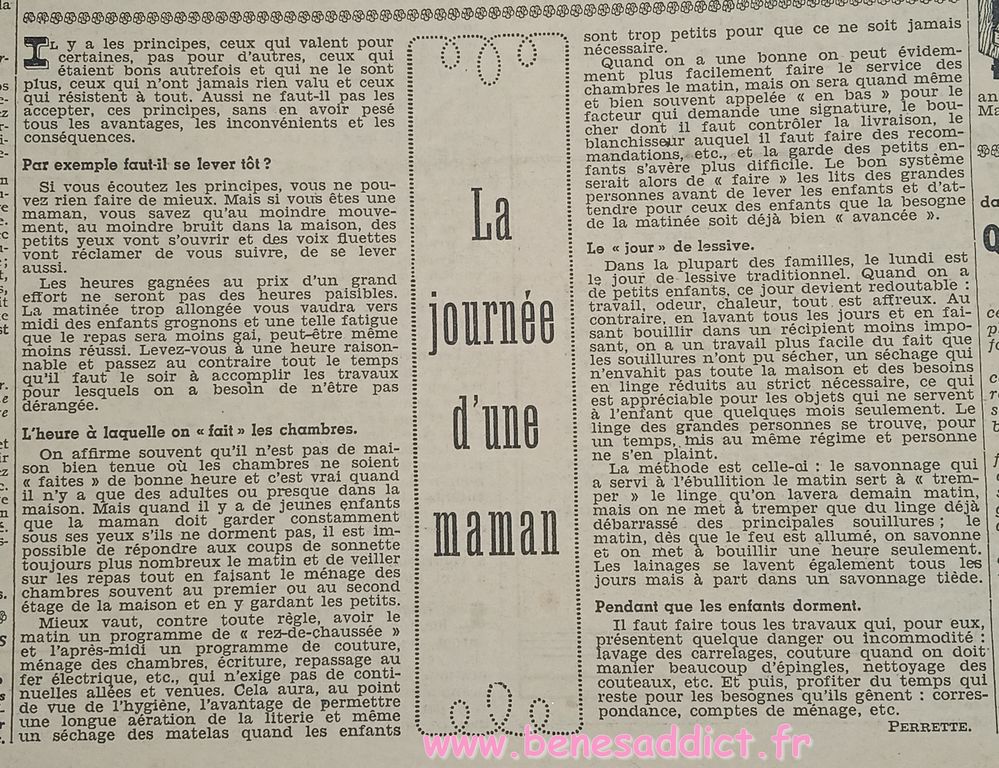 IL y a les principes, ceux qui valent pour
certaines, pas pour d'autres, ceux qui
étaient bons autrefois et qui ne le sont
plus, ceux qui n'ont jamais rien valu et ceux
qui résistent à tout. Aussi ne faut-il pas les
accepter, ces principes, sans en avoir pesé
tous les avantages, les inconvénients et les
conséquences.
Par exemple faut-il se lever tôt ?
Si vous écoutez les principes, vous ne pou-
vez rien faire de mieux. Mais si vous êtes une
maman, vous savez qu'au moindre mouve-
ment, au moindre bruit dans la maison, des
petits yeux vont s'ouvrir et des voix fluettes
vont réclamer de vous suivre, de se lever
aussi.
Les heures gagnées au prix d'un grand
effort ne seront pas des heures paisibles.
La matinée trop allongée vous vaudra vers
midi des enfants grognons et une telle fatigue
que le repas sera moins gai, peut-être même
moins réussi. Levez-vous à une heure raison-
nable et passez au contraire tout le temps
qu'il faut le soir à accomplir les travaux
pour lesquels on a besoin de n'être pas
dérangée.
L'heure à laquelle on « fait » les chambres.
On affirme souvent qu'il n'est pas de mai-
son bien tenue où les chambres ne soient
« faites » de bonne heure et c'est vrai quand
il n'y a que des adultes ou presque dans la
maison. Mais quand il y a de jeunes enfants
que la maman doit garder constamment
sous ses yeux s'ils ne dorment pas, il est im-
possible de répondre aux coups de sonnette
toujours plus nombreux le matin et de veiller
sur les repas tout en faisant le ménage des
chambres souvent au premier ou au second
étage de la maison et en y gardant les petits.
Mieux vaut, contre toute règle, avoir le
matin un programme de « rez-de-chaussée »
et l'après-midi un programme de couture,
ménage des chambres, écriture, repassage au
fer électrique, etc., qui n'exige pas de conti-
nuelles allées et venues. Cela aura, au point
de vue de l'hygiène, l'avantage de permettre
une longue aération de la literie et même
un séchage des matelas quand les enfants
La
journée
d'une
maman
sont trop petits pour que ce ne soit jamais
nécessaire.
Quand on a une bonne on peut évidem-
ment plus facilement faire le service des
chambres le matin, mais on sera quand même
et bien souvent appelée « en bas » pour le
facteur qui demande une signature, le bou-
cher dont il faut contrôler la livraison, le
blanchisseur auquel il faut faire des recom-
mandations, etc., et la garde des petits en-
fants s'avère plus difficile. Le bon système
serait alors de « faire » les lits des grandes
personnes avant de lever les enfants et d'at-
tendre pour ceux des enfants que la besogne
de la matinée soit déjà bien « avancée ».
Le « jour » de lessive.
Dans la plupart des familles, le lundi est
le jour de lessive traditionnel. Quand on a
de petits enfants, ce jour devient redoutable :
travail, odeur, chaleur, tout est affreux. Au
contraire, en lavant tous les jours et en fai-
sant bouillir dans un récipient moins impo-
sant, on a un travail plus facile du fait que
les souillures n'ont pu sécher, un séchage qui
n'envahit pas toute la maison et des besoins
en linge réduits au strict nécessaire, ce qui
est appréciable pour les objets qui ne servent
à l'enfant que quelques mois seulement. Le
linge des grandes personnes se trouve, pour
un temps, mis au même régime et personne
ne s'en plaint.
La méthode est celle-ci : le savonnage qui
a servi à l'ébullition le matin sert à « trem-
per » le linge qu'on lavera demain matin,
mais on ne met à tremper que du linge déjà
débarrassé des principales souillures ; le
matin, dès que le feu est allumé, on savonne
et on met à bouillir une heure seulement.
Les lainages se lavent également tous les
jours mais à part dans un savonnage tiède.
Pendant que les enfants dorment.
Il faut faire tous les travaux qui, pour eux,
présentent quelque danger ou incommodité :
lavage des carrelages, couture quand on doit
manier beaucoup d'épingles, nettoyage des
couteaux, etc. Et puis, profiter du temps qui
reste pour les besognes qu'ils gênent : corres-
pondance, comptes de ménage, etc.
PERRETTE.
www.benesaddict.fr